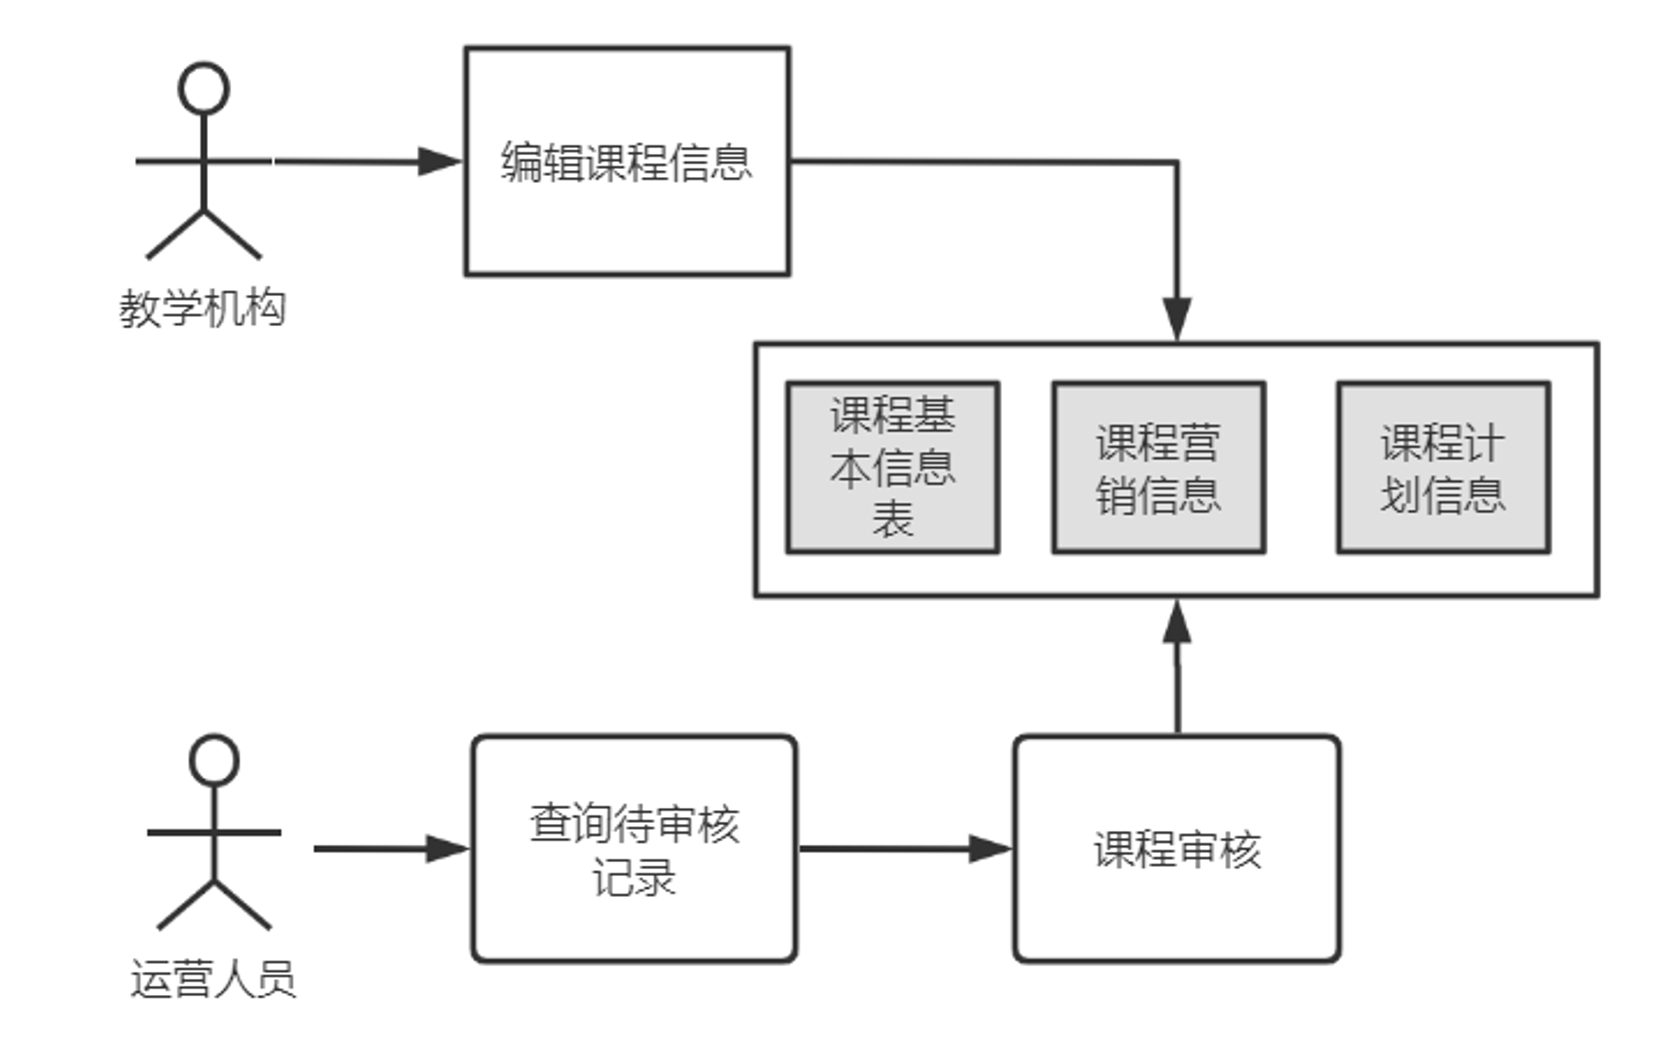 编辑课程信息
教学机构
课程基
本信息
表
课程营
销信息
课程计
划信息
查询待审核
记录
课程审核
运营人员